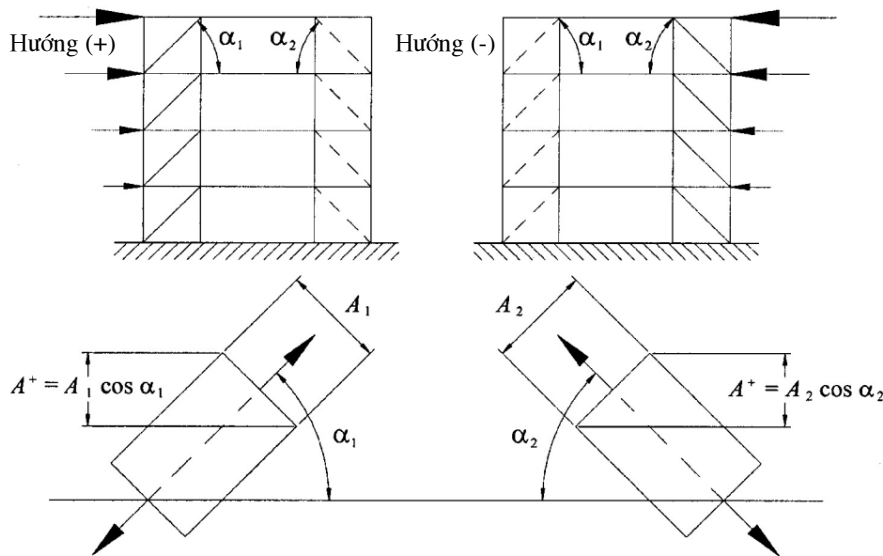 Hướng (+)
α₁
α₂
Hướng (-)
α₁
α₂
A₁
A₂
A⁺ = A₁ cos α₁
A⁺ = A₂ cos α₂
α₁
α₂